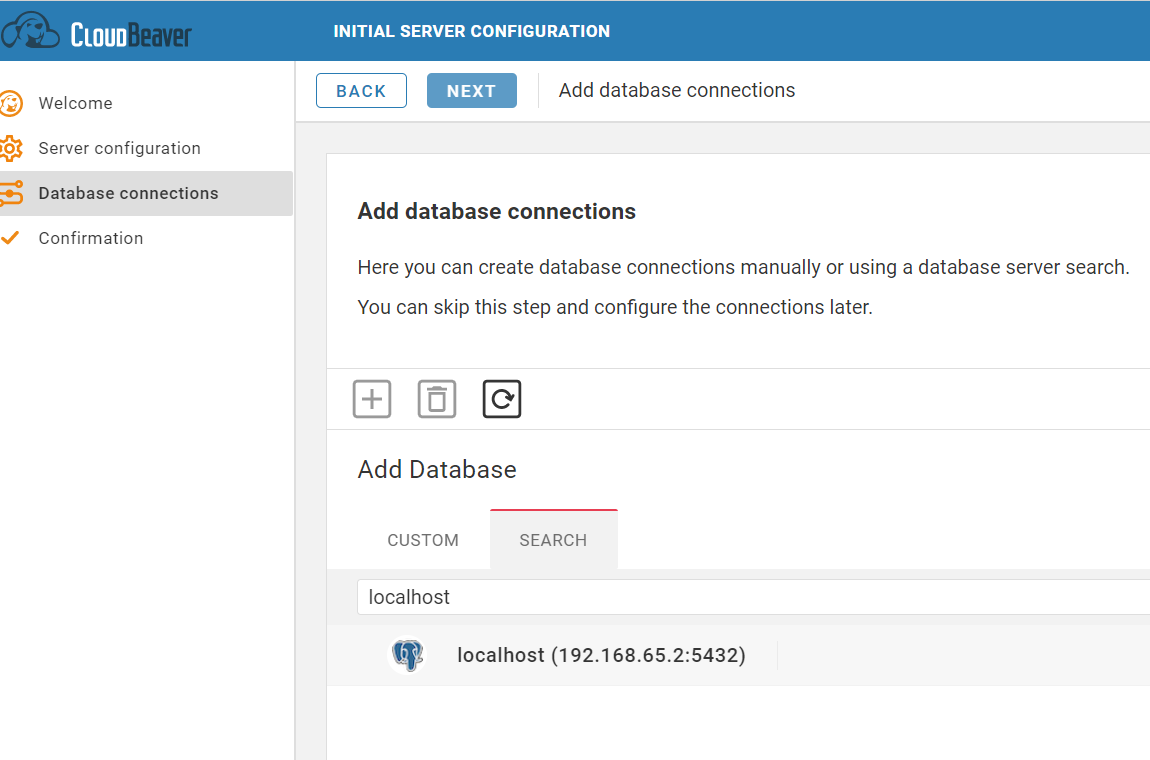 CloudBeaver
INITIAL SERVER CONFIGURATION
Welcome
Server configuration
Database connections
Confirmation
BACK
NEXT
Add database connections
Add database connections
Here you can create database connections manually or using a database server search.
You can skip this step and configure the connections later.
Add Database
CUSTOM
SEARCH
localhost
localhost (192.168.65.2:5432)